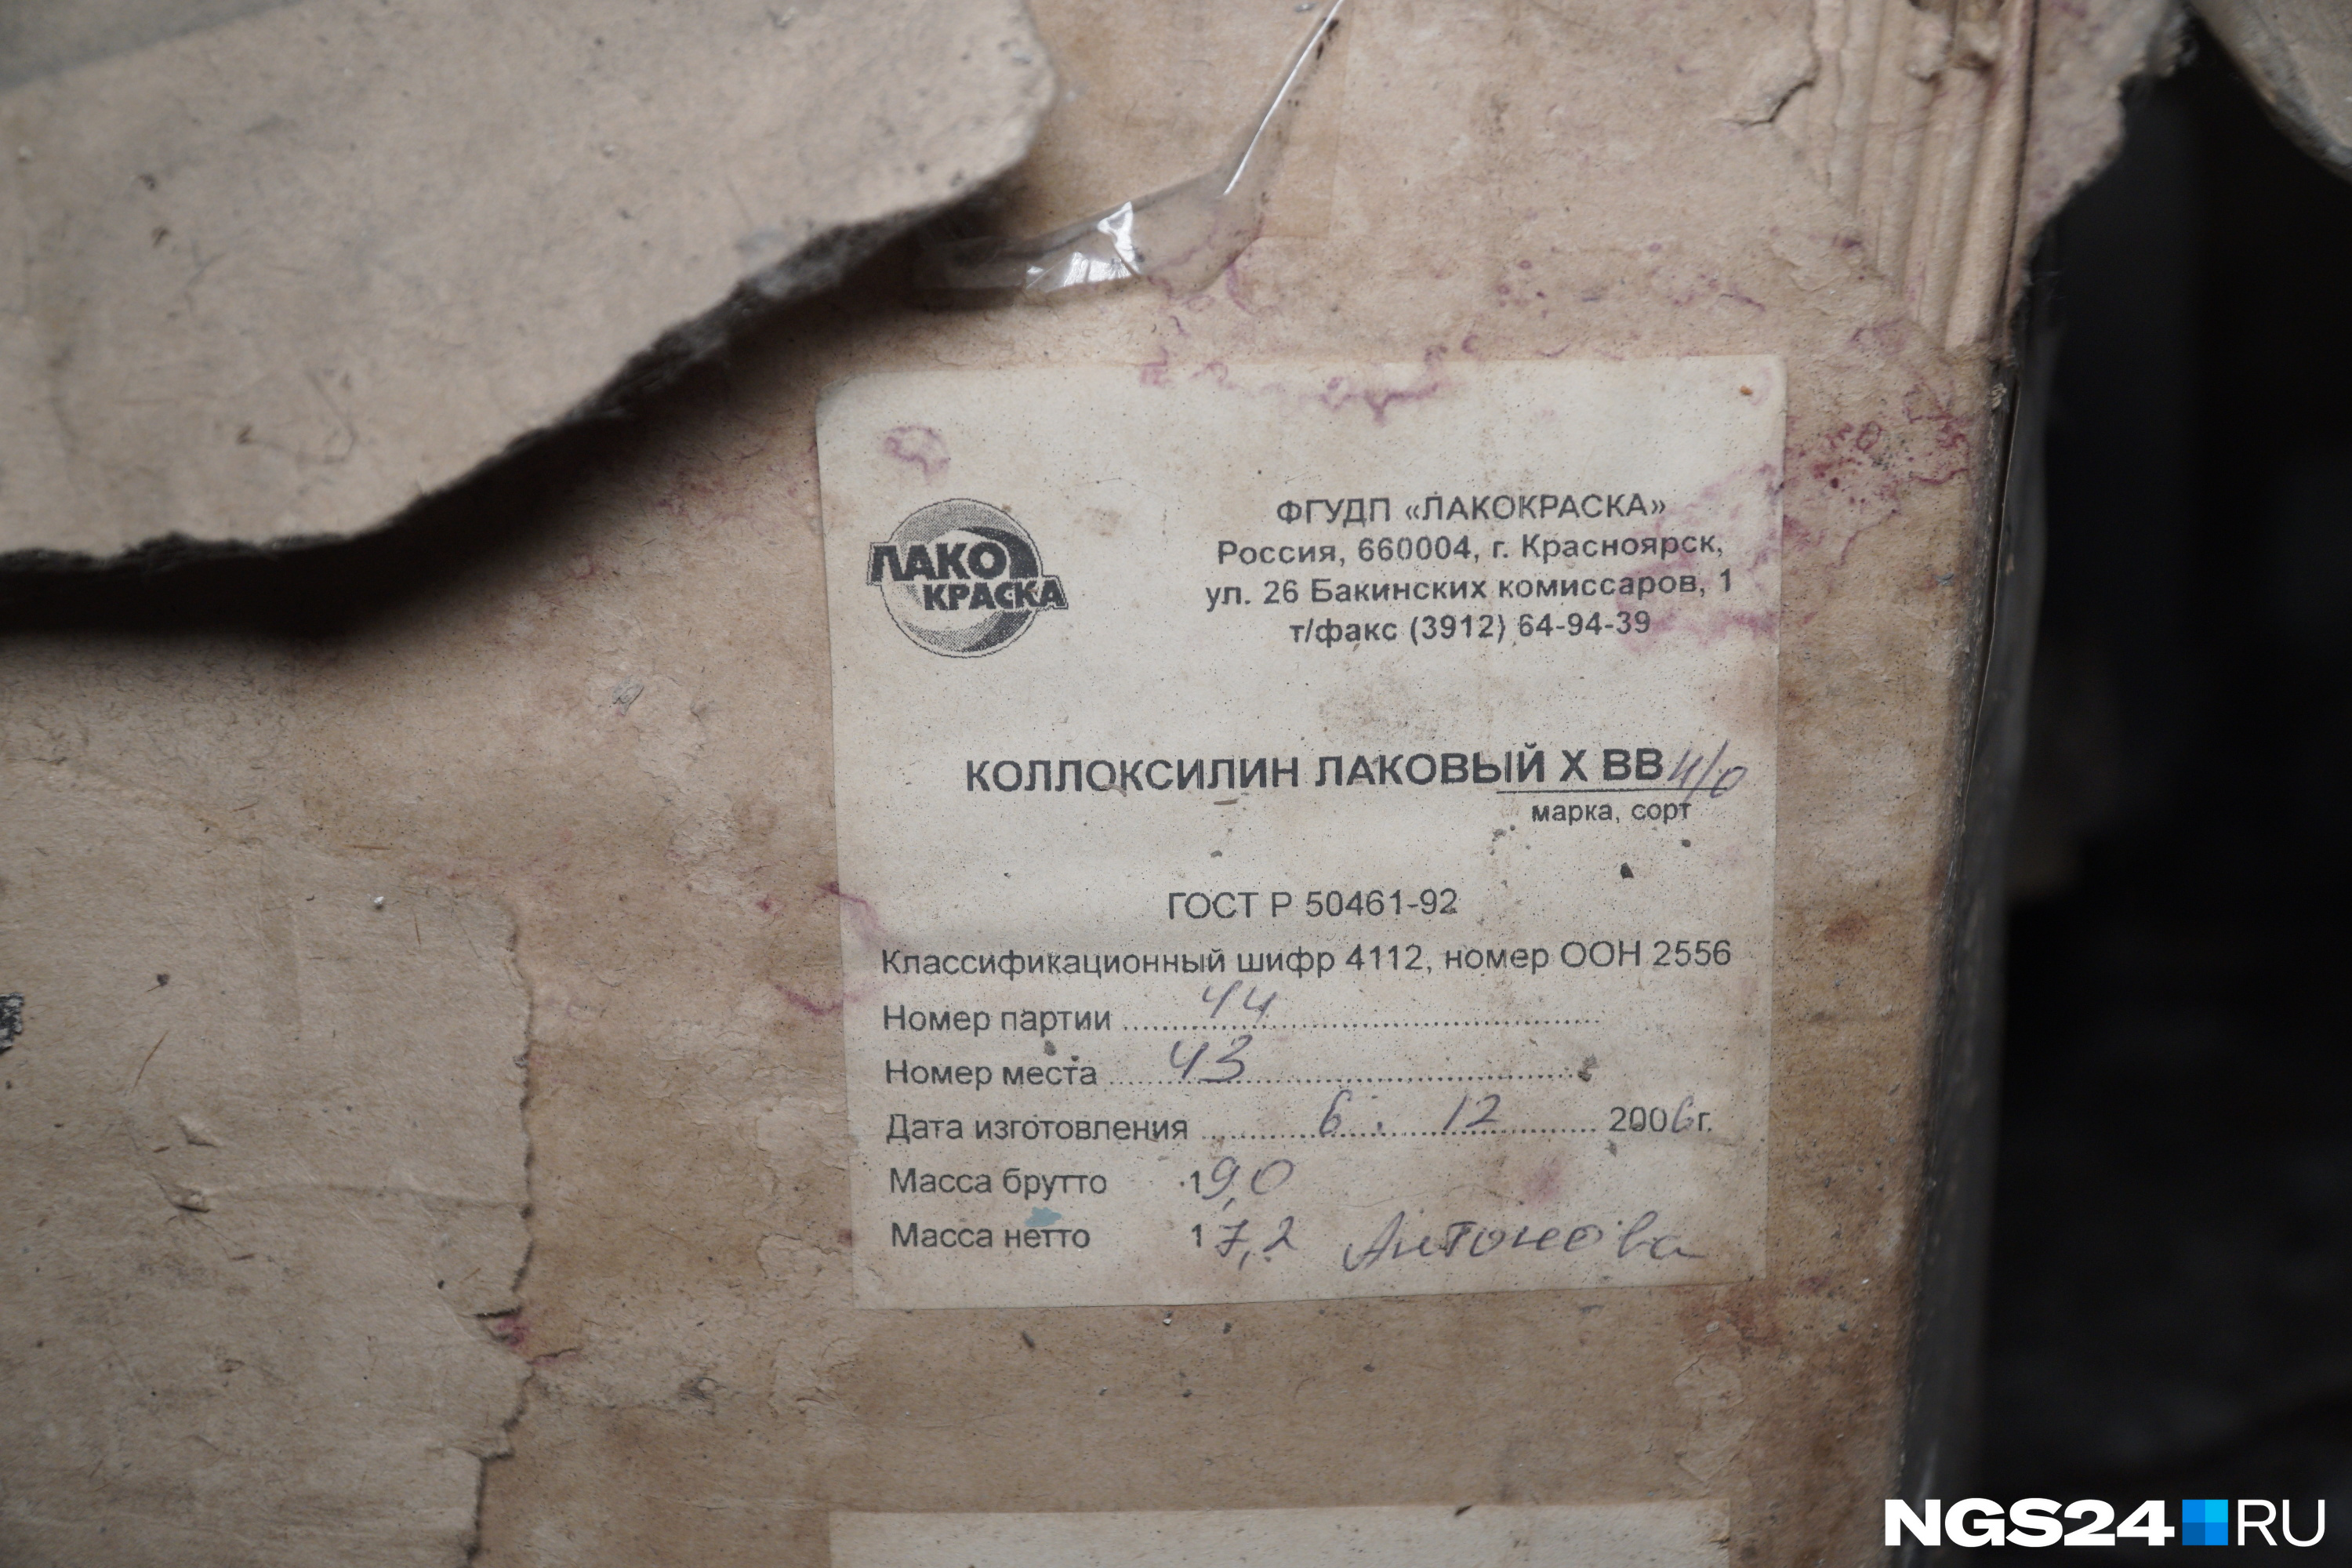 ЛАКО
КРАСКА
ФГУДП «ЛАКОКРАСКА»
Россия, 660004, г. Красноярск,
ул. 26 Бакинских комиссаров, 1
т/факс (3912) 64-94-39
КОЛЛОКСИЛИН ЛАКОВЫЙ Х ВВ н/о
марка, сорт
ГОСТ Р 50461-92
Классификационный шифр 4112, номер ООН 2556
Номер партии 44
Номер места 43
Дата изготовления 6. 12 2006 г.
Масса брутто 19,0
Масса нетто 17,2 Антонова
NGS24 RU